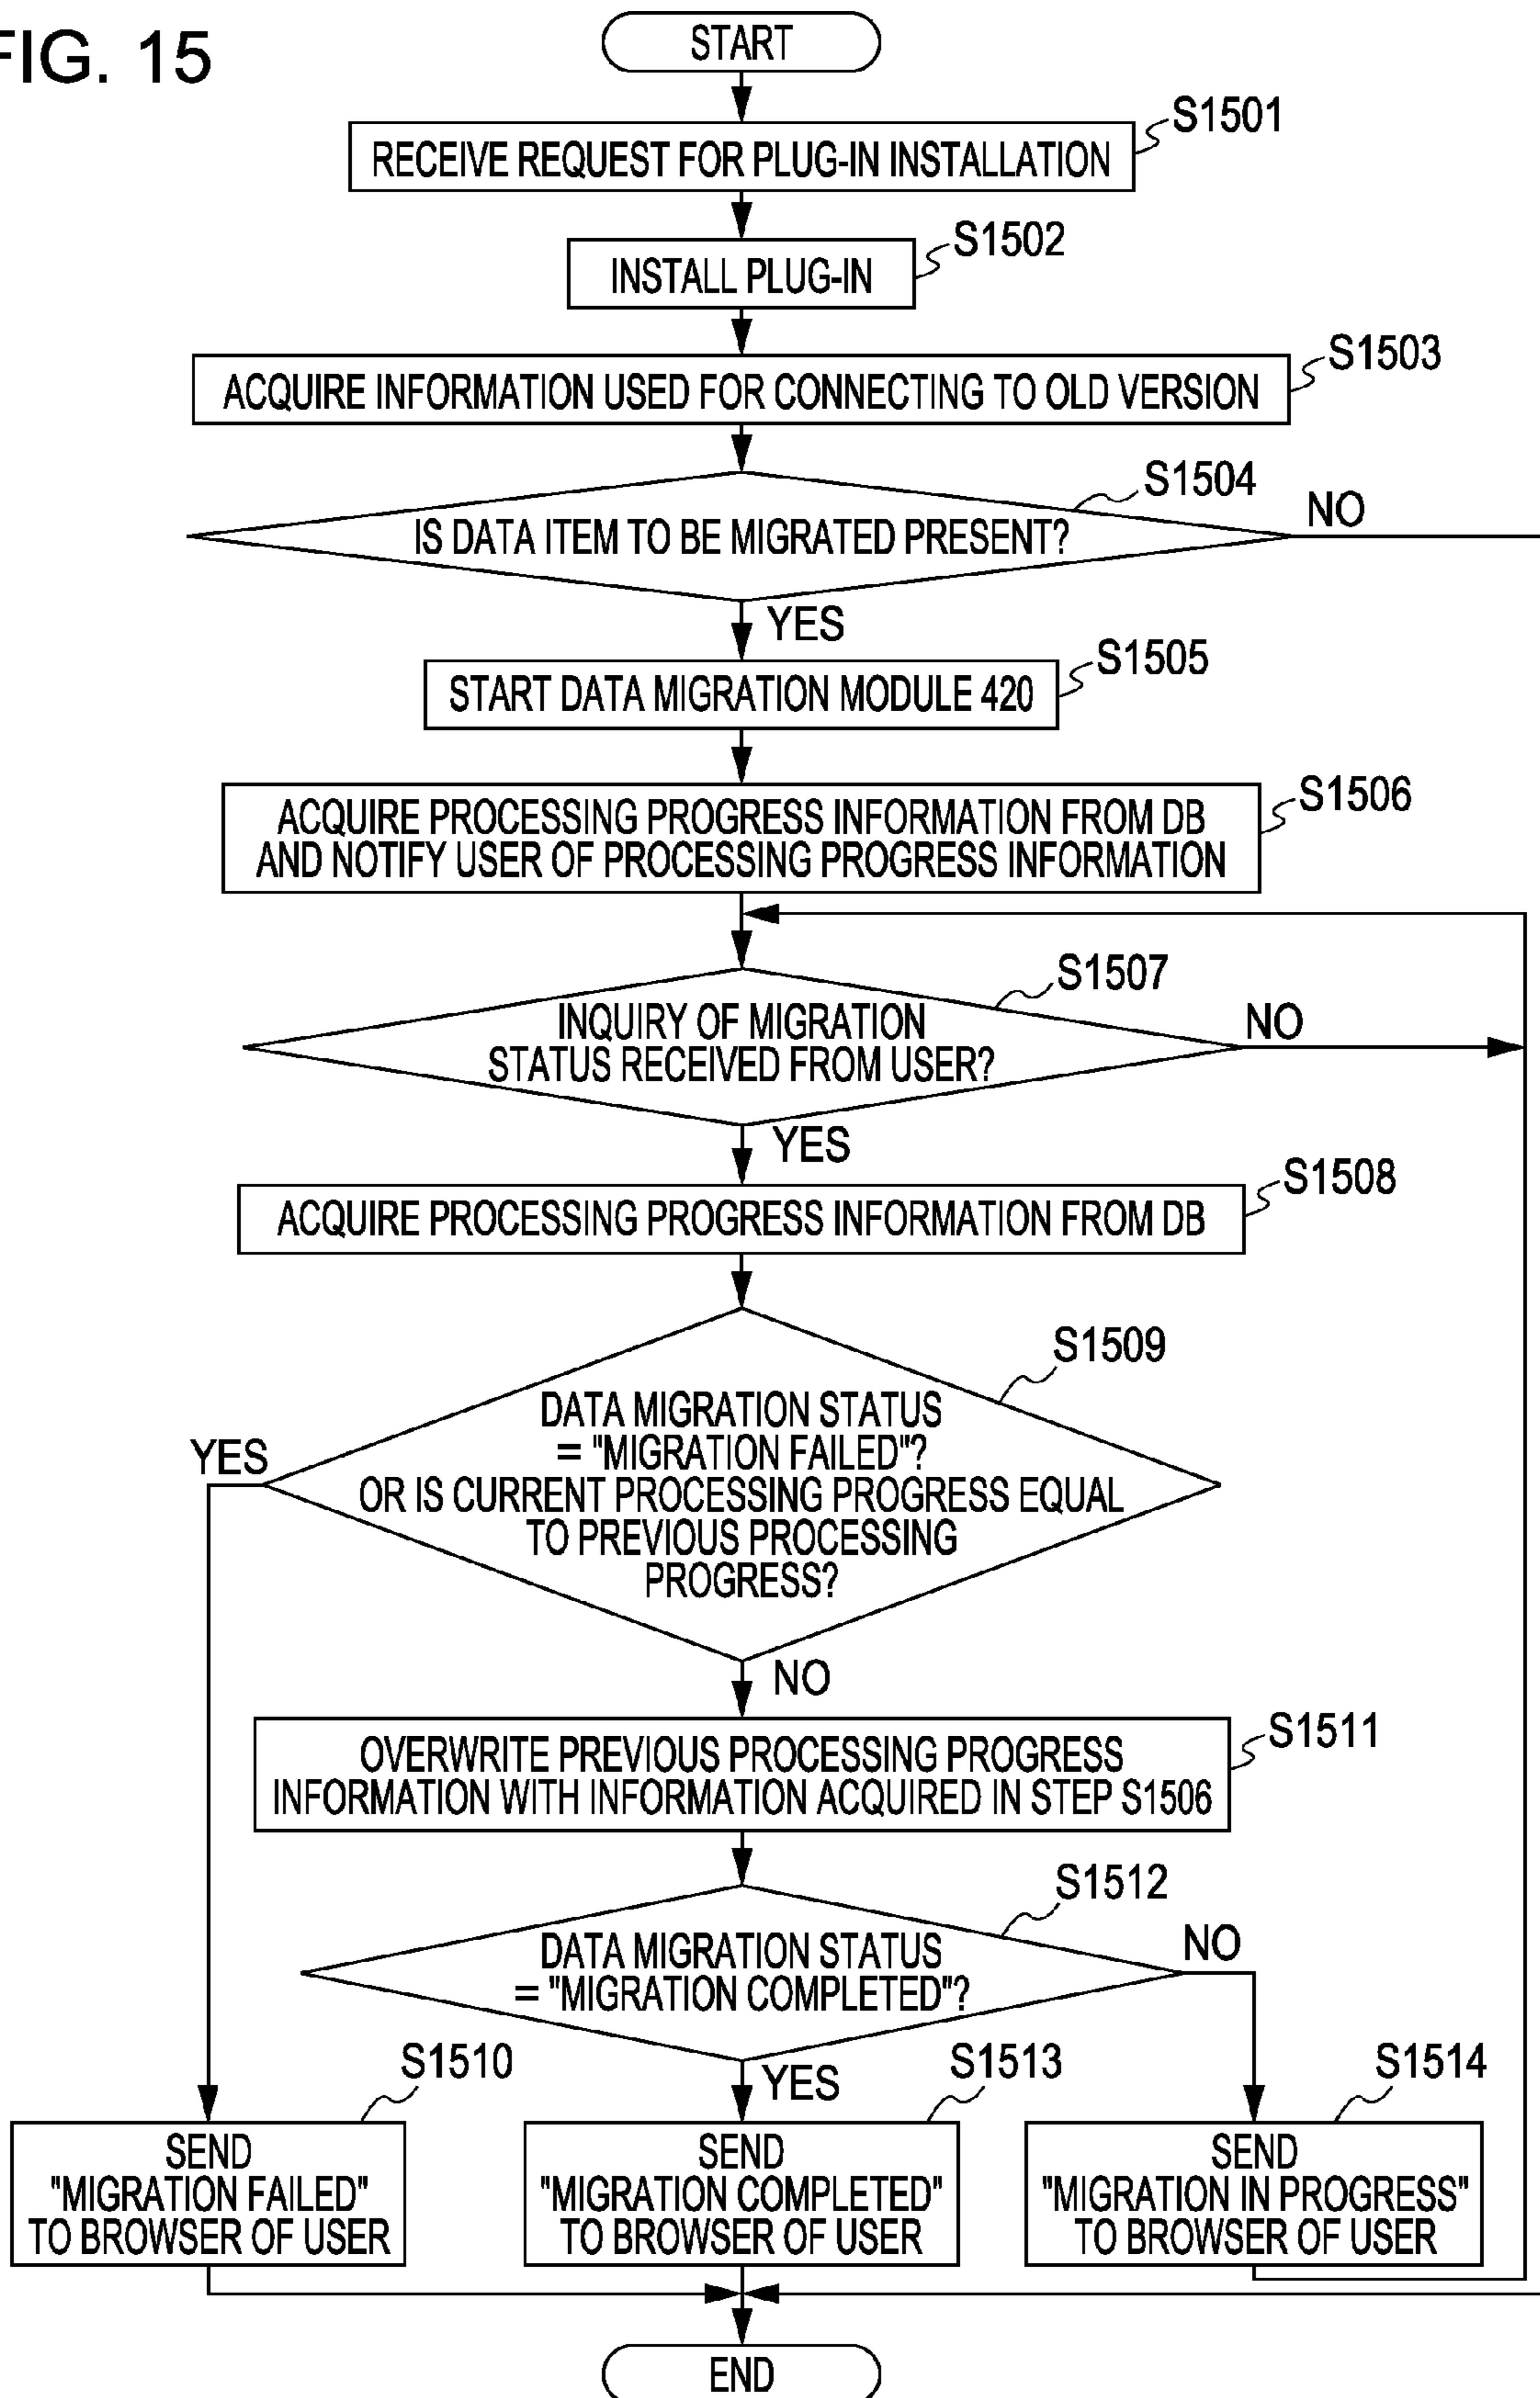 FIG. 15
START
S1501
RECEIVE REQUEST FOR PLUG-IN INSTALLATION
S1502
INSTALL PLUG-IN
S1503
ACQUIRE INFORMATION USED FOR CONNECTING TO OLD VERSION
S1504
IS DATA ITEM TO BE MIGRATED PRESENT?
NO
YES
S1505
START DATA MIGRATION MODULE 420
S1506
ACQUIRE PROCESSING PROGRESS INFORMATION FROM DB
AND NOTIFY USER OF PROCESSING PROGRESS INFORMATION
S1507
INQUIRY OF MIGRATION
STATUS RECEIVED FROM USER?
NO
YES
S1508
ACQUIRE PROCESSING PROGRESS INFORMATION FROM DB
S1509
DATA MIGRATION STATUS
= "MIGRATION FAILED"?
OR IS CURRENT PROCESSING PROGRESS EQUAL
TO PREVIOUS PROCESSING
PROGRESS?
YES
NO
S1511
OVERWRITE PREVIOUS PROCESSING PROGRESS
INFORMATION WITH INFORMATION ACQUIRED IN STEP S1506
S1512
DATA MIGRATION STATUS
= "MIGRATION COMPLETED"?
NO
YES
S1510
SEND
"MIGRATION FAILED"
TO BROWSER OF USER
S1513
SEND
"MIGRATION COMPLETED"
TO BROWSER OF USER
S1514
SEND
"MIGRATION IN PROGRESS"
TO BROWSER OF USER
END